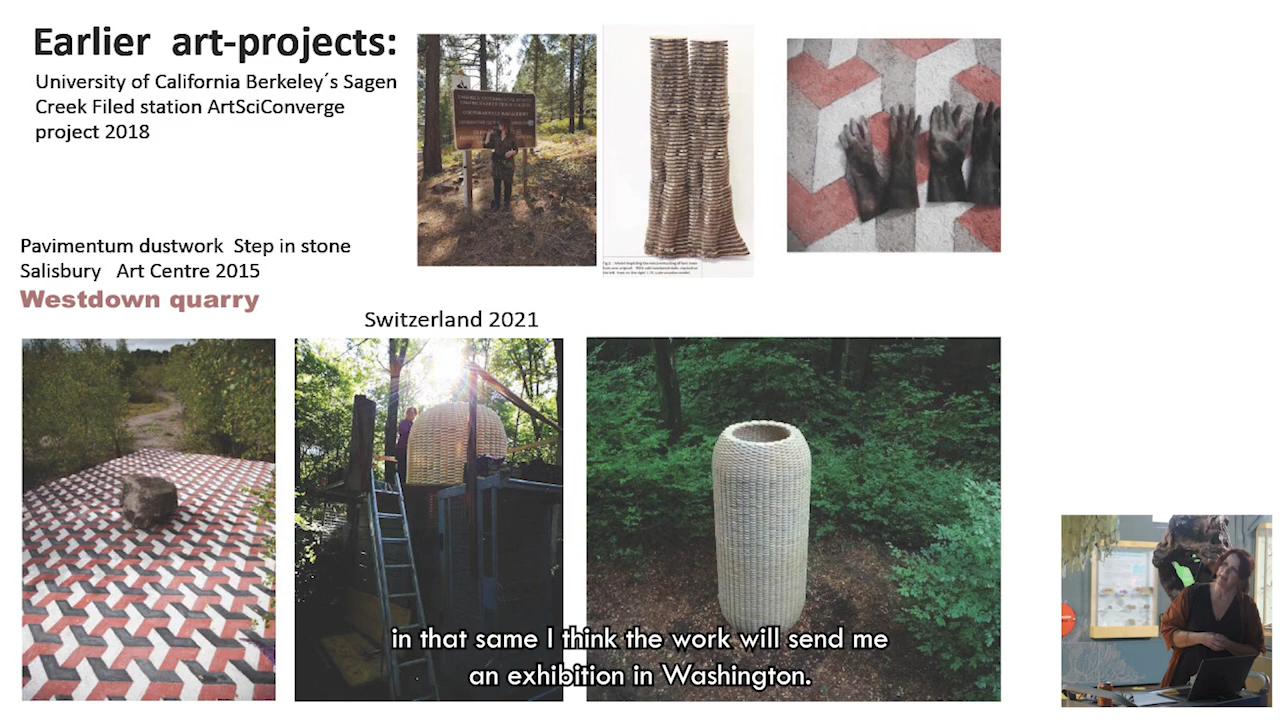 Earlier art-projects:
University of California Berkeley´s Sagen
Creek Filed station ArtSciConverge
project 2018
Pavimentum dustwork Step in stone
Salisbury Art Centre 2015
Westdown quarry
Switzerland 2021
in that same I think the work will send me
an exhibition in Washington.